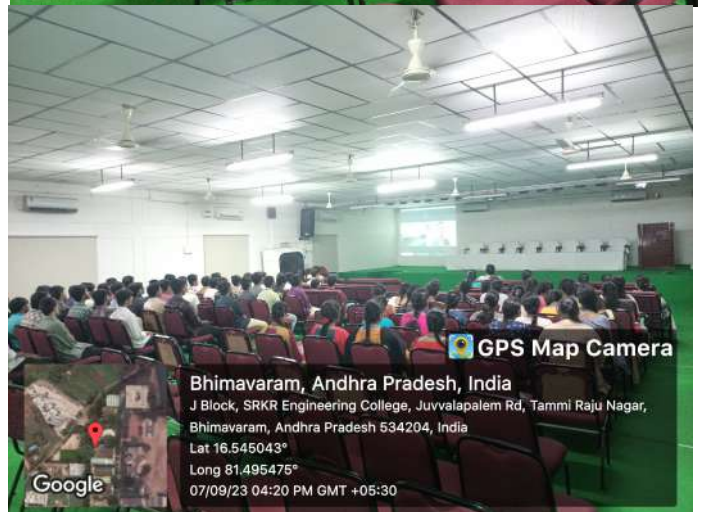 GPS Map Camera
Bhimavaram, Andhra Pradesh, India
J Block, SRKR Engineering College, Juvvalapalem Rd, Tammi Raju Nagar,
Bhimavaram, Andhra Pradesh 534204, India
Lat 16.545043°
Long 81.495475°
07/09/23 04:20 PM GMT +05:30
Google